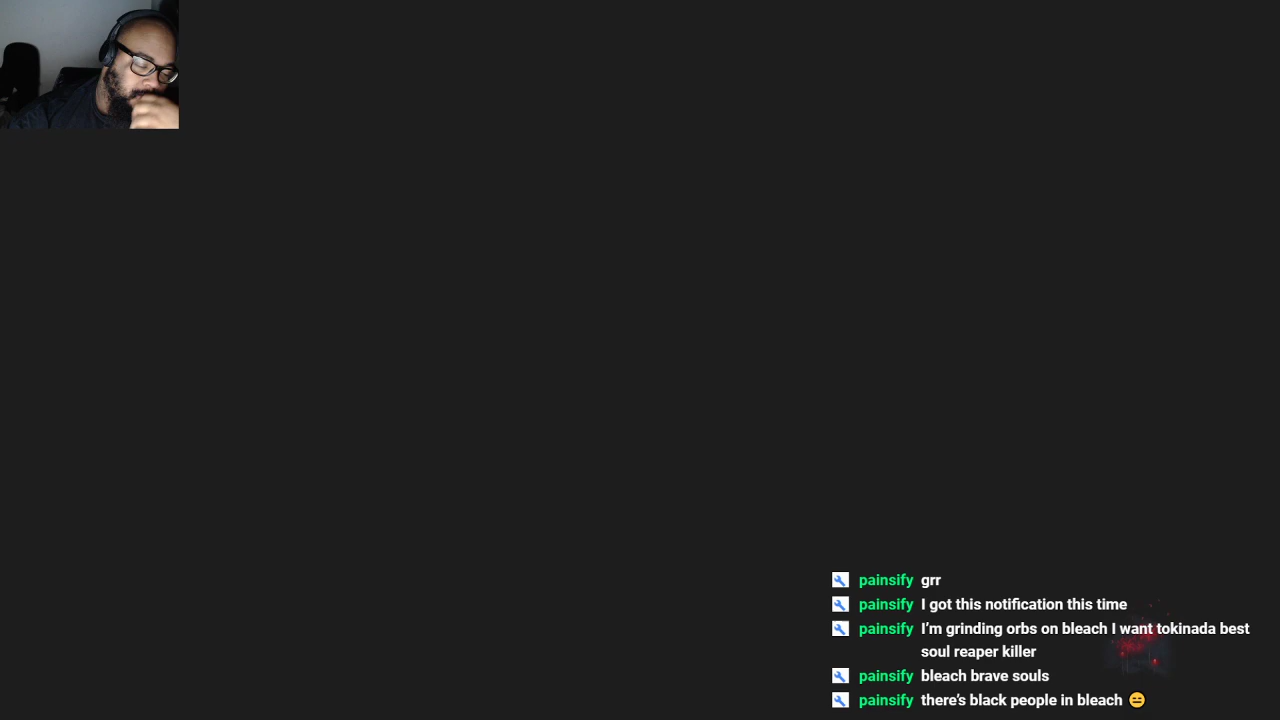 painsify grr
painsify I got this notification this time
painsify I’m grinding orbs on bleach I want tokinada best
soul reaper killer
painsify bleach brave souls
painsify there’s black people in bleach 😑